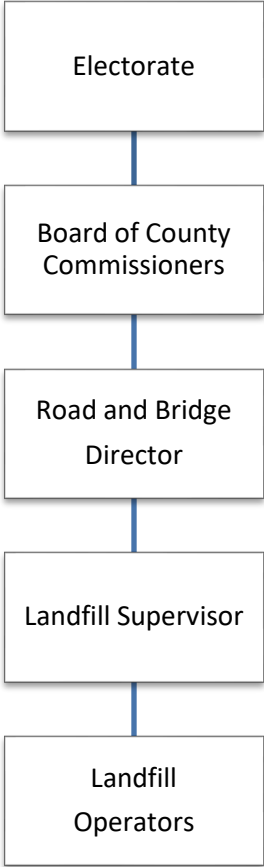 Electorate
Board of County
Commissioners
Road and Bridge
Director
Landfill Supervisor
Landfill
Operators